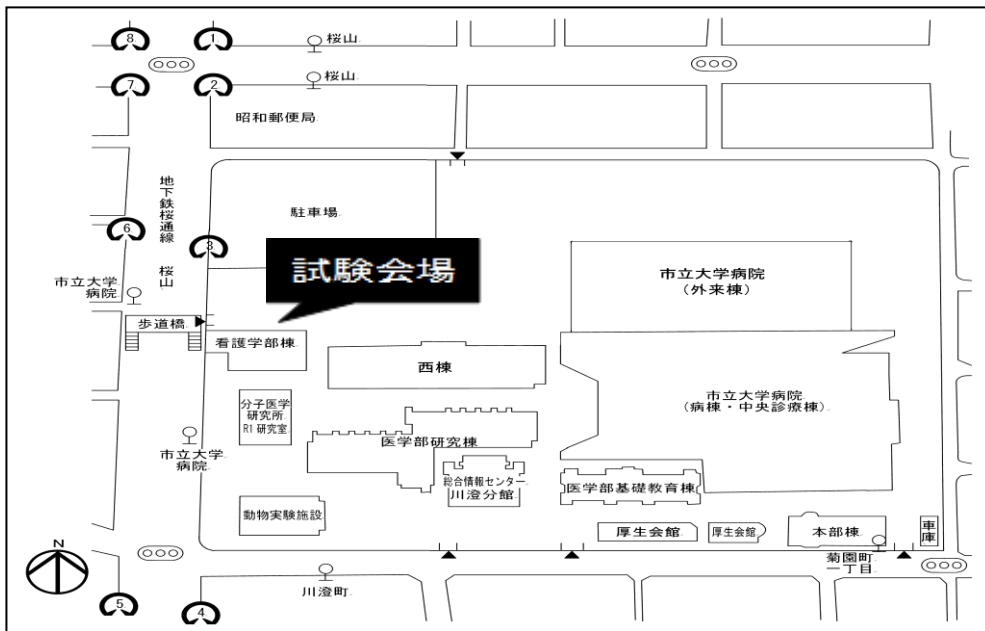 8
1
桜山
7
2
桜山
昭和郵便局
地下鉄桜通線 桜山
駐車場
6
3
試験会場
市立大学
病院
市立大学病院
(外来棟)
歩道橋
看護学部棟
西棟
市立大学病院
(病棟・中央診療棟)
分子医学
研究所
R1研究室
医学部研究棟
市立大学
病院
総合情報センター
川澄分館
医学部基礎教育棟
動物実験施設
厚生会館
厚生会館
本部棟
車庫
N
菊園町
一丁目
川澄町
5
4